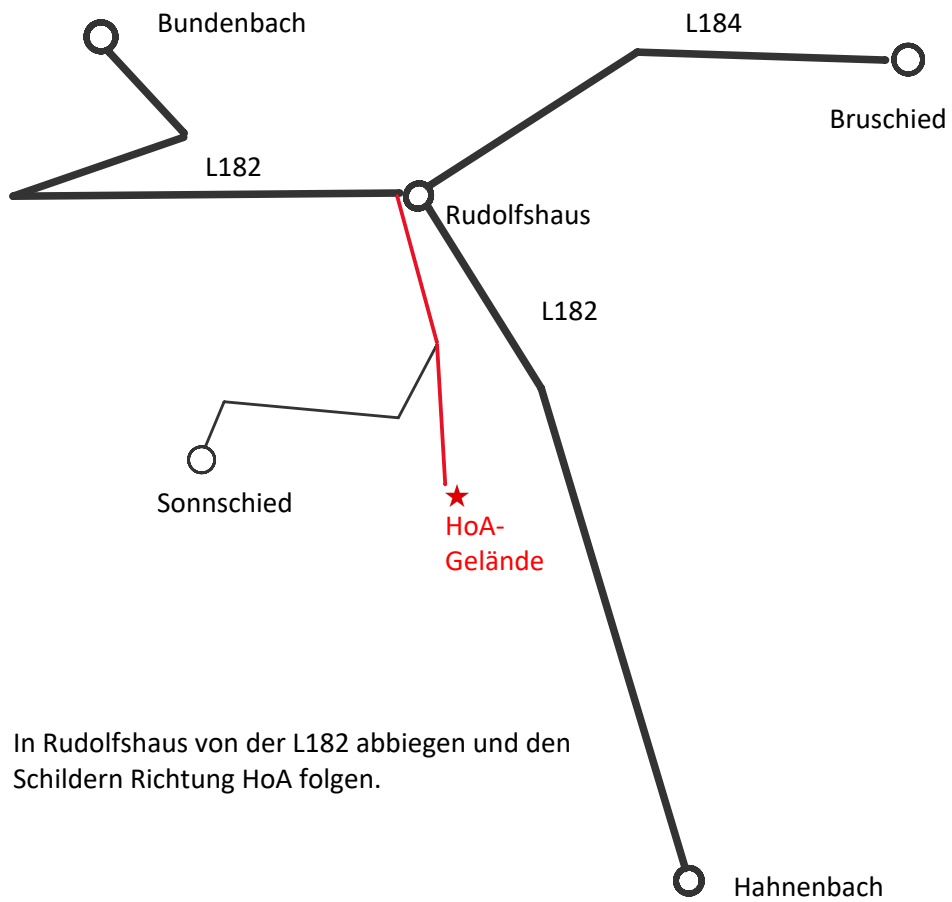 Bundenbach
L184
Bruschied
L182
Rudolfshaus
L182
Sonnschied
HoA-
Gelände
In Rudolfshaus von der L182 abbiegen und den
Schildern Richtung HoA folgen.
Hahnenbach